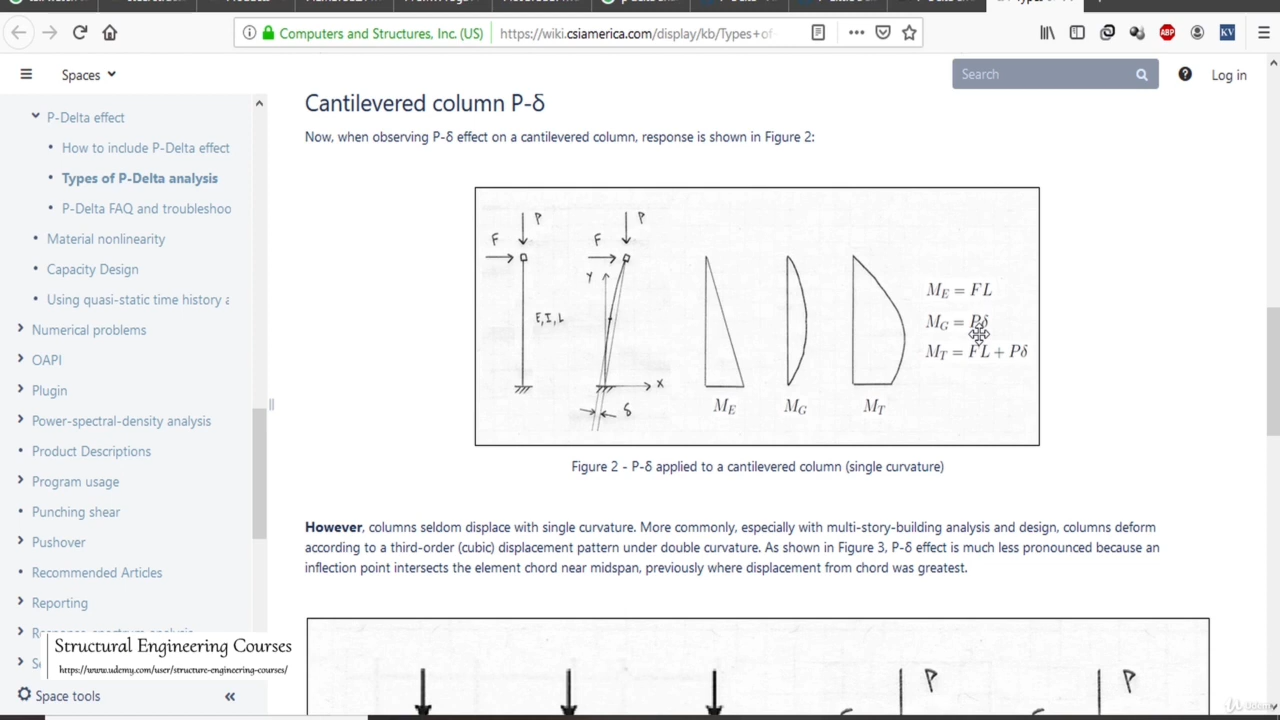 Computers and Structures, Inc. (US)
https://wiki.csiamerica.com/display/kb/Types+of-
ABP
KV
Spaces
Search
Log in
P-Delta effect
How to include P-Delta effect
Types of P-Delta analysis
P-Delta FAQ and troubleshoo
Material nonlinearity
Capacity Design
Using quasi-static time history a
Numerical problems
OAPI
Plugin
Power-spectral-density analysis
Product Descriptions
Program usage
Punching shear
Pushover
Recommended Articles
Reporting
Space tools
Structural Engineering Courses
https://www.udemy.com/user/structure-engineering-courses/
Cantilevered column P-δ
Now, when observing P-δ effect on a cantilevered column, response is shown in Figure 2:
P P
F F
Y
E, I, L
X
δ
M_E M_G M_T
M_E = FL
M_G = Pδ
M_T = FL + Pδ
Figure 2 - P-δ applied to a cantilevered column (single curvature)
However, columns seldom displace with single curvature. More commonly, especially with multi-story-building analysis and design, columns deform
according to a third-order (cubic) displacement pattern under double curvature. As shown in Figure 3, P-δ effect is much less pronounced because an
inflection point intersects the element chord near midspan, previously where displacement from chord was greatest.
P P
Udemy